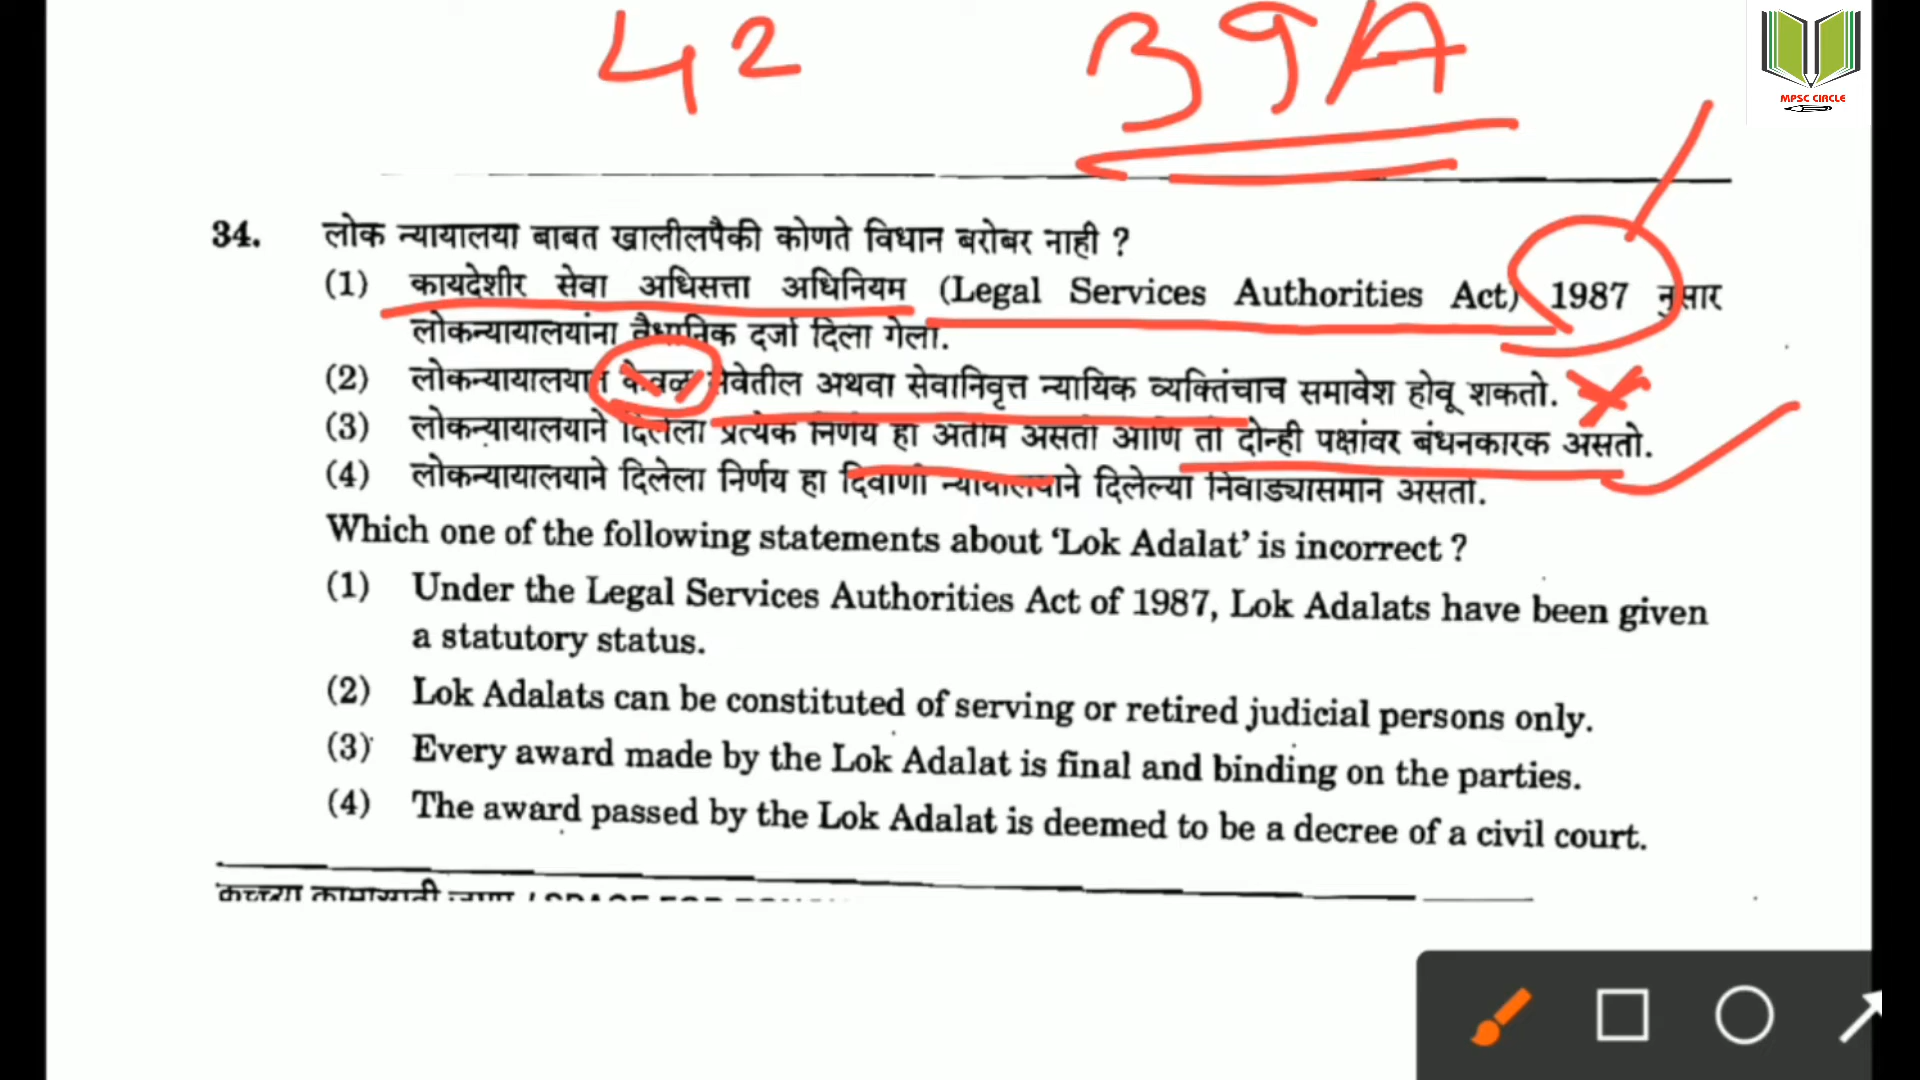 42 39A
MPSC CIRCLE
34. लोक न्यायालया बाबत खालीलपैकी कोणते विधान बरोबर नाही ?
(1) कायदेशीर सेवा अधिसत्ता अधिनियम (Legal Services Authorities Act) 1987 नुसार
लोकन्यायालयांना वैधानिक दर्जा दिला गेला.
(2) लोकन्यायालयात केवळ सेवेतील अथवा सेवानिवृत्त न्यायिक व्यक्तिंचाच समावेश होवू शकतो.
(3) लोकन्यायालयाने दिलेला प्रत्येक निर्णय हा अंतीम असतो आणि तो दोन्ही पक्षांवर बंधनकारक असतो.
(4) लोकन्यायालयाने दिलेला निर्णय हा दिवाणी न्यायालयाने दिलेल्या निवाड्यासमान असतो.
Which one of the following statements about ‘Lok Adalat’ is incorrect ?
(1) Under the Legal Services Authorities Act of 1987, Lok Adalats have been given
a statutory status.
(2) Lok Adalats can be constituted of serving or retired judicial persons only.
(3) Every award made by the Lok Adalat is final and binding on the parties.
(4) The award passed by the Lok Adalat is deemed to be a decree of a civil court.